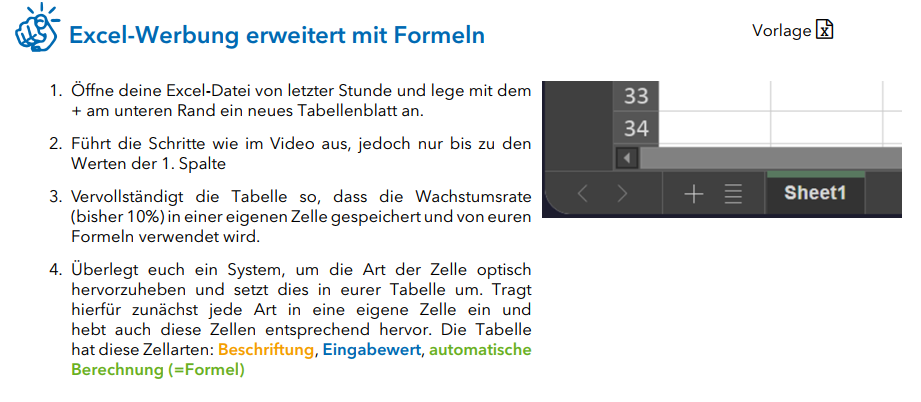 Excel-Werbung erweitert mit Formeln
Vorlage
1. Öffne deine Excel-Datei von letzter Stunde und lege mit dem
+ am unteren Rand ein neues Tabellenblatt an.
2. Führt die Schritte wie im Video aus, jedoch nur bis zu den
Werten der 1. Spalte
3. Vervollständigt die Tabelle so, dass die Wachstumsrate
(bisher 10%) in einer eigenen Zelle gespeichert und von euren
Formeln verwendet wird.
4. Überlegt euch ein System, um die Art der Zelle optisch
hervorzuheben und setzt dies in eurer Tabelle um. Tragt
hierfür zunächst jede Art in eine eigene Zelle ein und
hebt auch diese Zellen entsprechend hervor. Die Tabelle
hat diese Zellarten: Beschriftung, Eingabewert, automatische
Berechnung (=Formel)
33
34
Sheet1